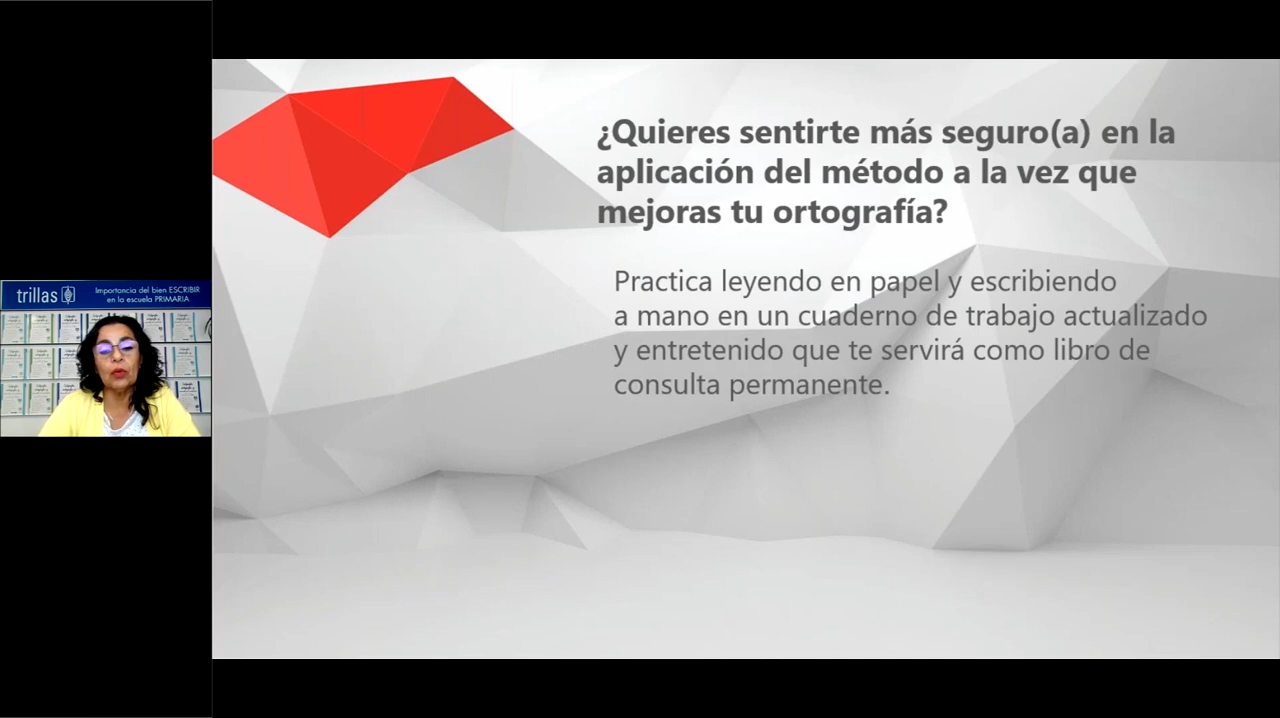 ¿Quieres sentirte más seguro(a) en la
aplicación del método a la vez que
mejoras tu ortografía?
Practica leyendo en papel y escribiendo
a mano en un cuaderno de trabajo actualizado
y entretenido que te servirá como libro de
consulta permanente.
trillas
Importancia del bien ESCRIBIR
en la escuela PRIMARIA